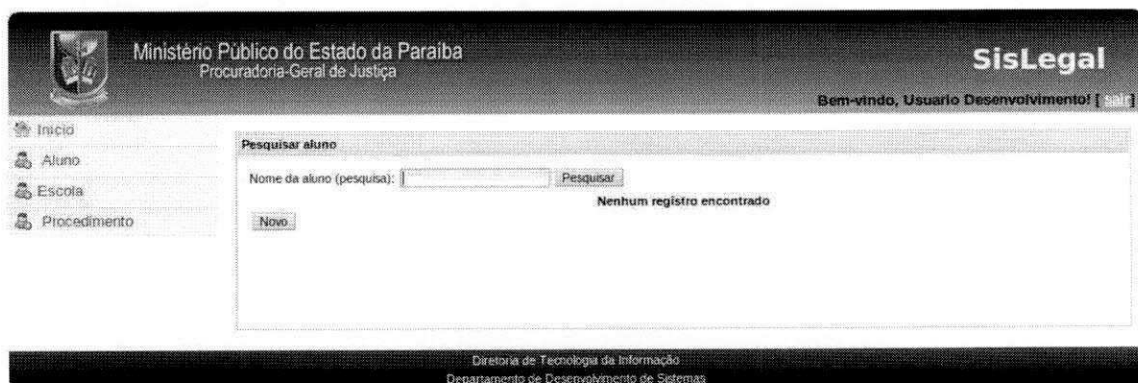 Ministério Público do Estado da Paraíba
Procuradoria-Geral de Justiça
SisLegal
Bem-vindo, Usuario Desenvolvimento! [ sair ]
Início
Aluno
Escola
Procedimento
Pesquisar aluno
Nome da aluno (pesquisa): Pesquisar
Nenhum registro encontrado
Novo
Diretoria de Tecnologia da Informação
Departamento de Desenvolvimento de Sistemas